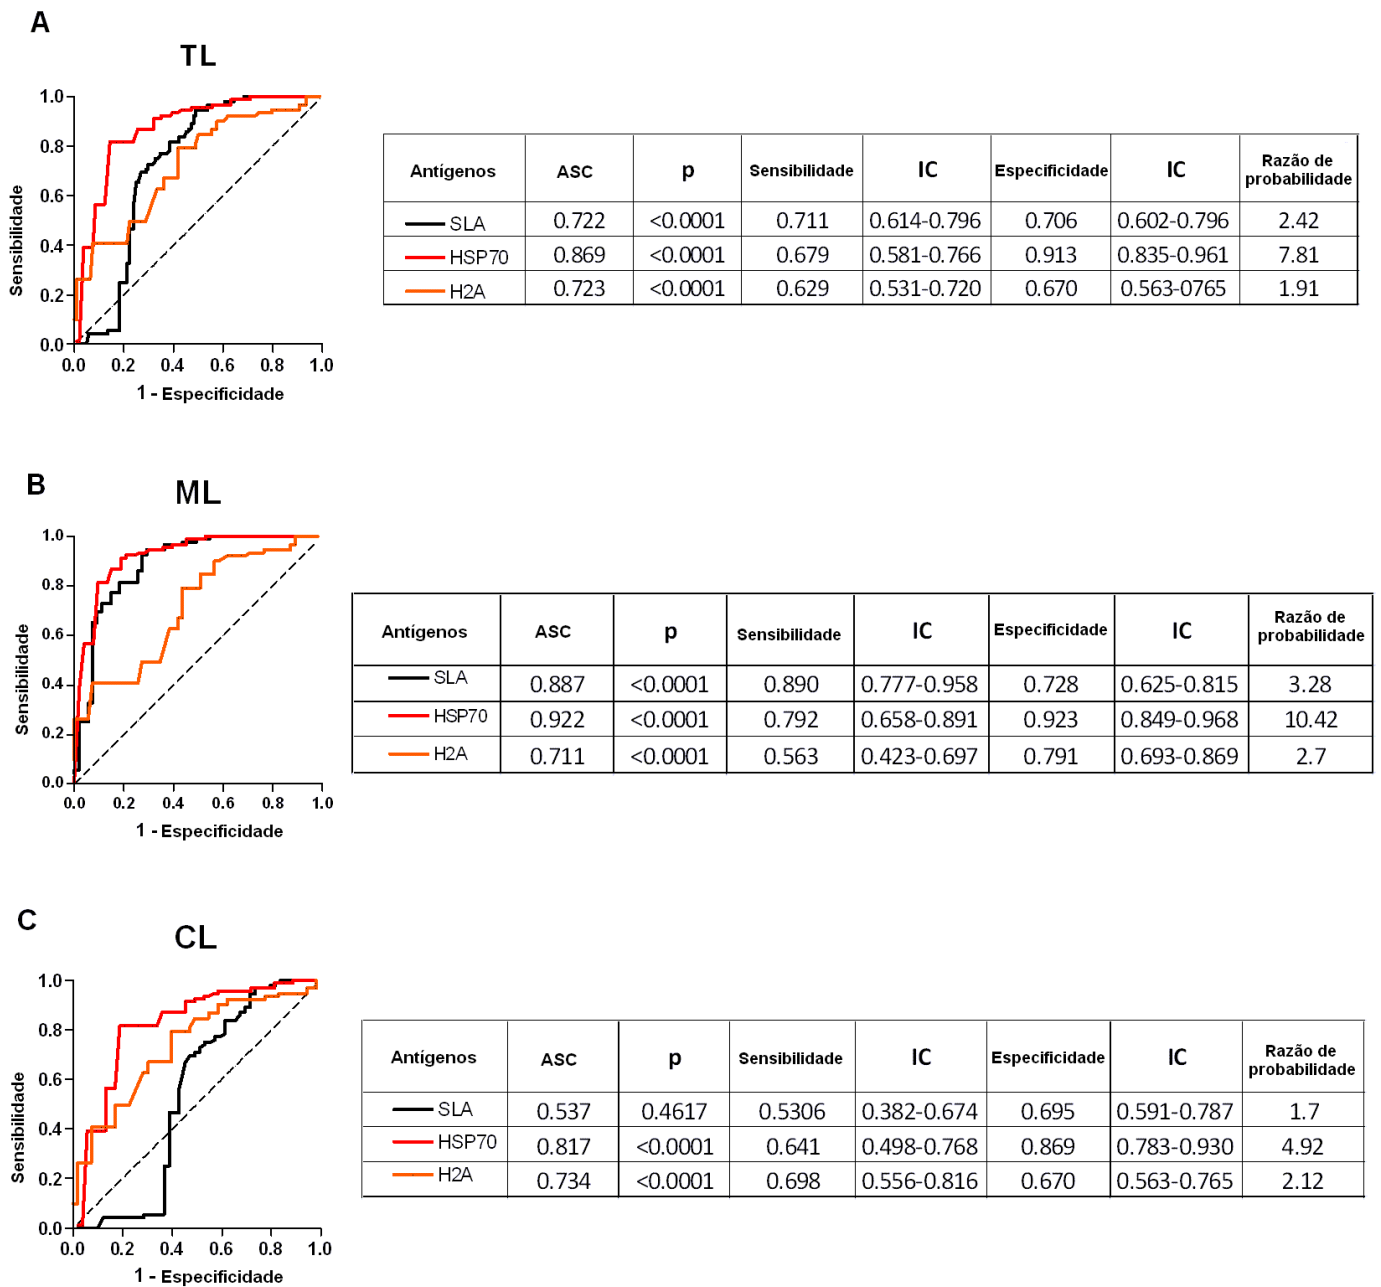 A
TL
1.0
0.8
0.6
0.4
0.2
0.0
Sensibilidade
0.0 0.2 0.4 0.6 0.8 1.0
1 - Especificidade
Antígenos ASC p Sensibilidade IC Especificidade IC Razão de probabilidade
SLA 0.722 <0.0001 0.711 0.614-0.796 0.706 0.602-0.796 2.42
HSP70 0.869 <0.0001 0.679 0.581-0.766 0.913 0.835-0.961 7.81
H2A 0.723 <0.0001 0.629 0.531-0.720 0.670 0.563-0765 1.91
B
ML
1.0
0.8
0.6
0.4
0.2
0.0
Sensibilidade
0.0 0.2 0.4 0.6 0.8 1.0
1 - Especificidade
Antígenos ASC p Sensibilidade IC Especificidade IC Razão de probabilidade
SLA 0.887 <0.0001 0.890 0.777-0.958 0.728 0.625-0.815 3.28
HSP70 0.922 <0.0001 0.792 0.658-0.891 0.923 0.849-0.968 10.42
H2A 0.711 <0.0001 0.563 0.423-0.697 0.791 0.693-0.869 2.7
C
CL
1.0
0.8
0.6
0.4
0.2
0.0
Sensibilidade
0.0 0.2 0.4 0.6 0.8 1.0
1 - Especificidade
Antígenos ASC p Sensibilidade IC Especificidade IC Razão de probabilidade
SLA 0.537 0.4617 0.5306 0.382-0.674 0.695 0.591-0.787 1.7
HSP70 0.817 <0.0001 0.641 0.498-0.768 0.869 0.783-0.930 4.92
H2A 0.734 <0.0001 0.698 0.556-0.816 0.670 0.563-0.765 2.12